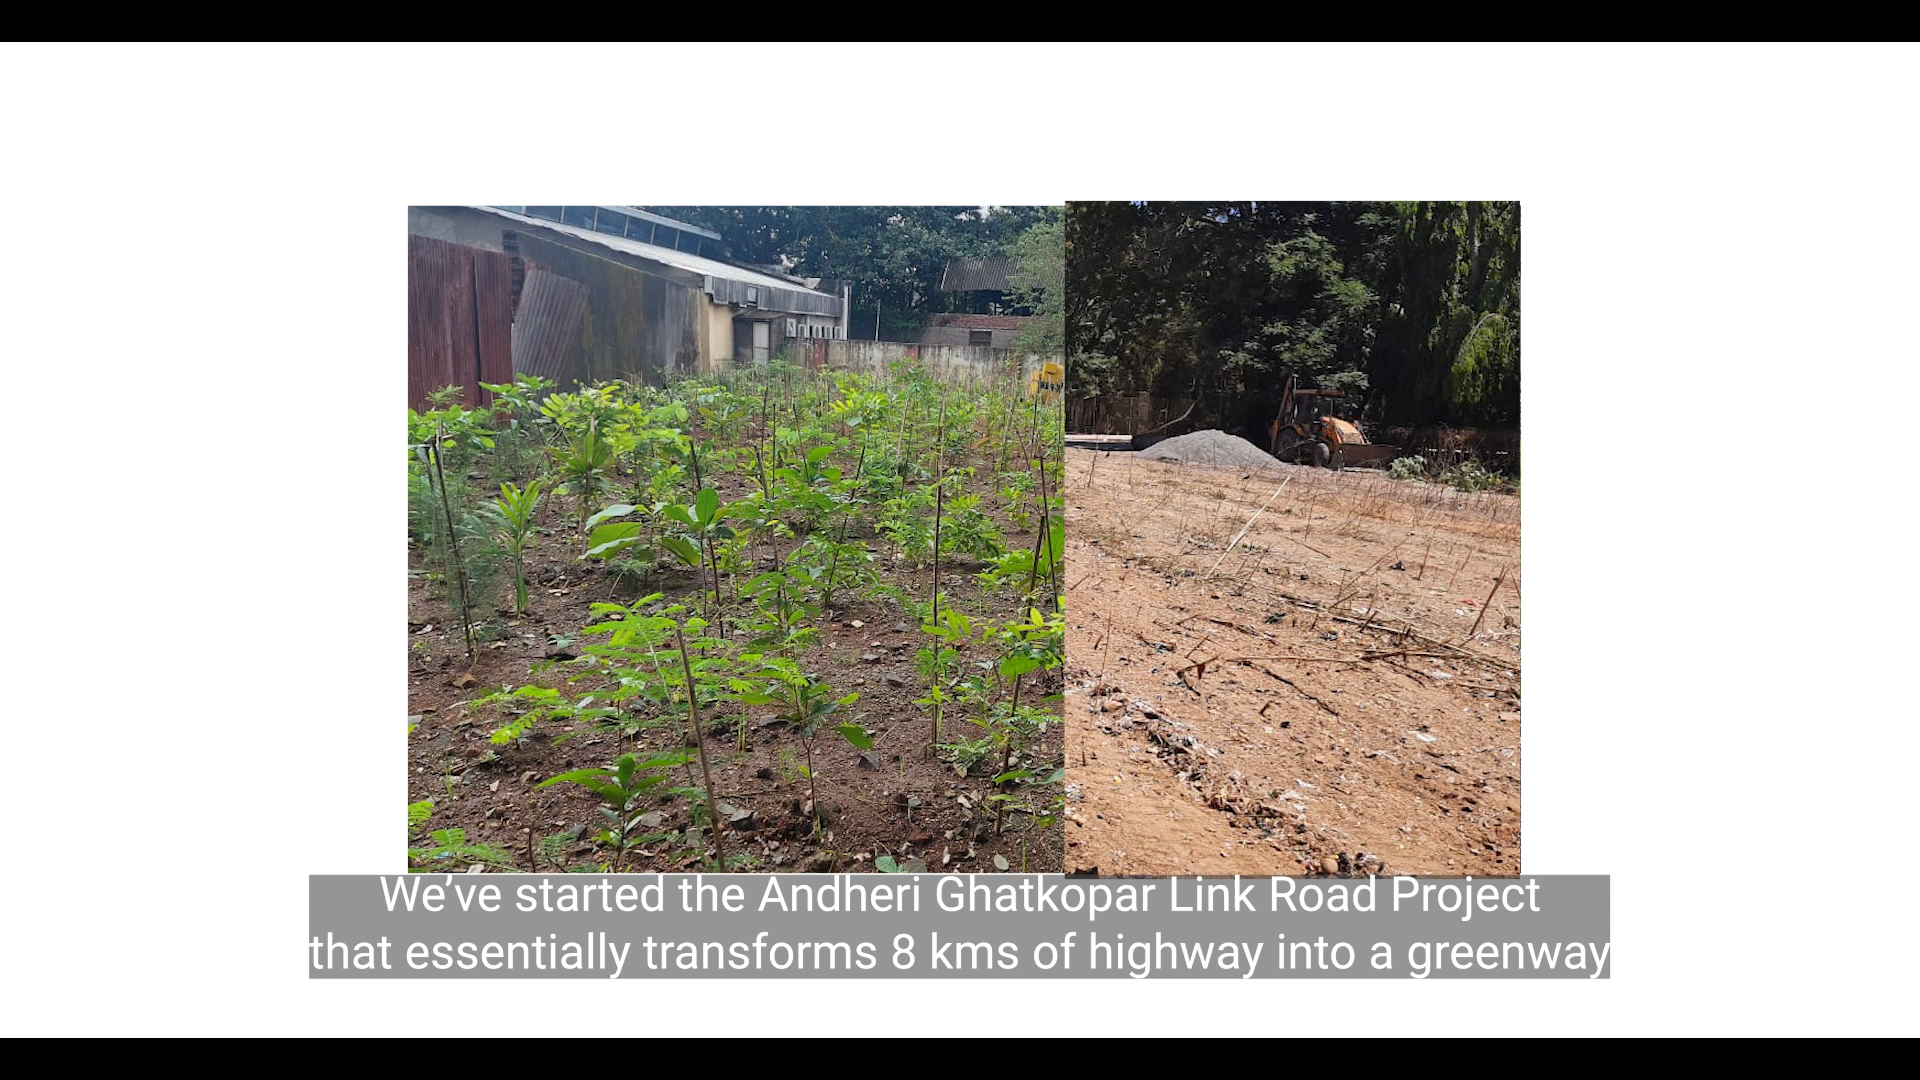 We’ve started the Andheri Ghatkopar Link Road Project
that essentially transforms 8 kms of highway into a greenway